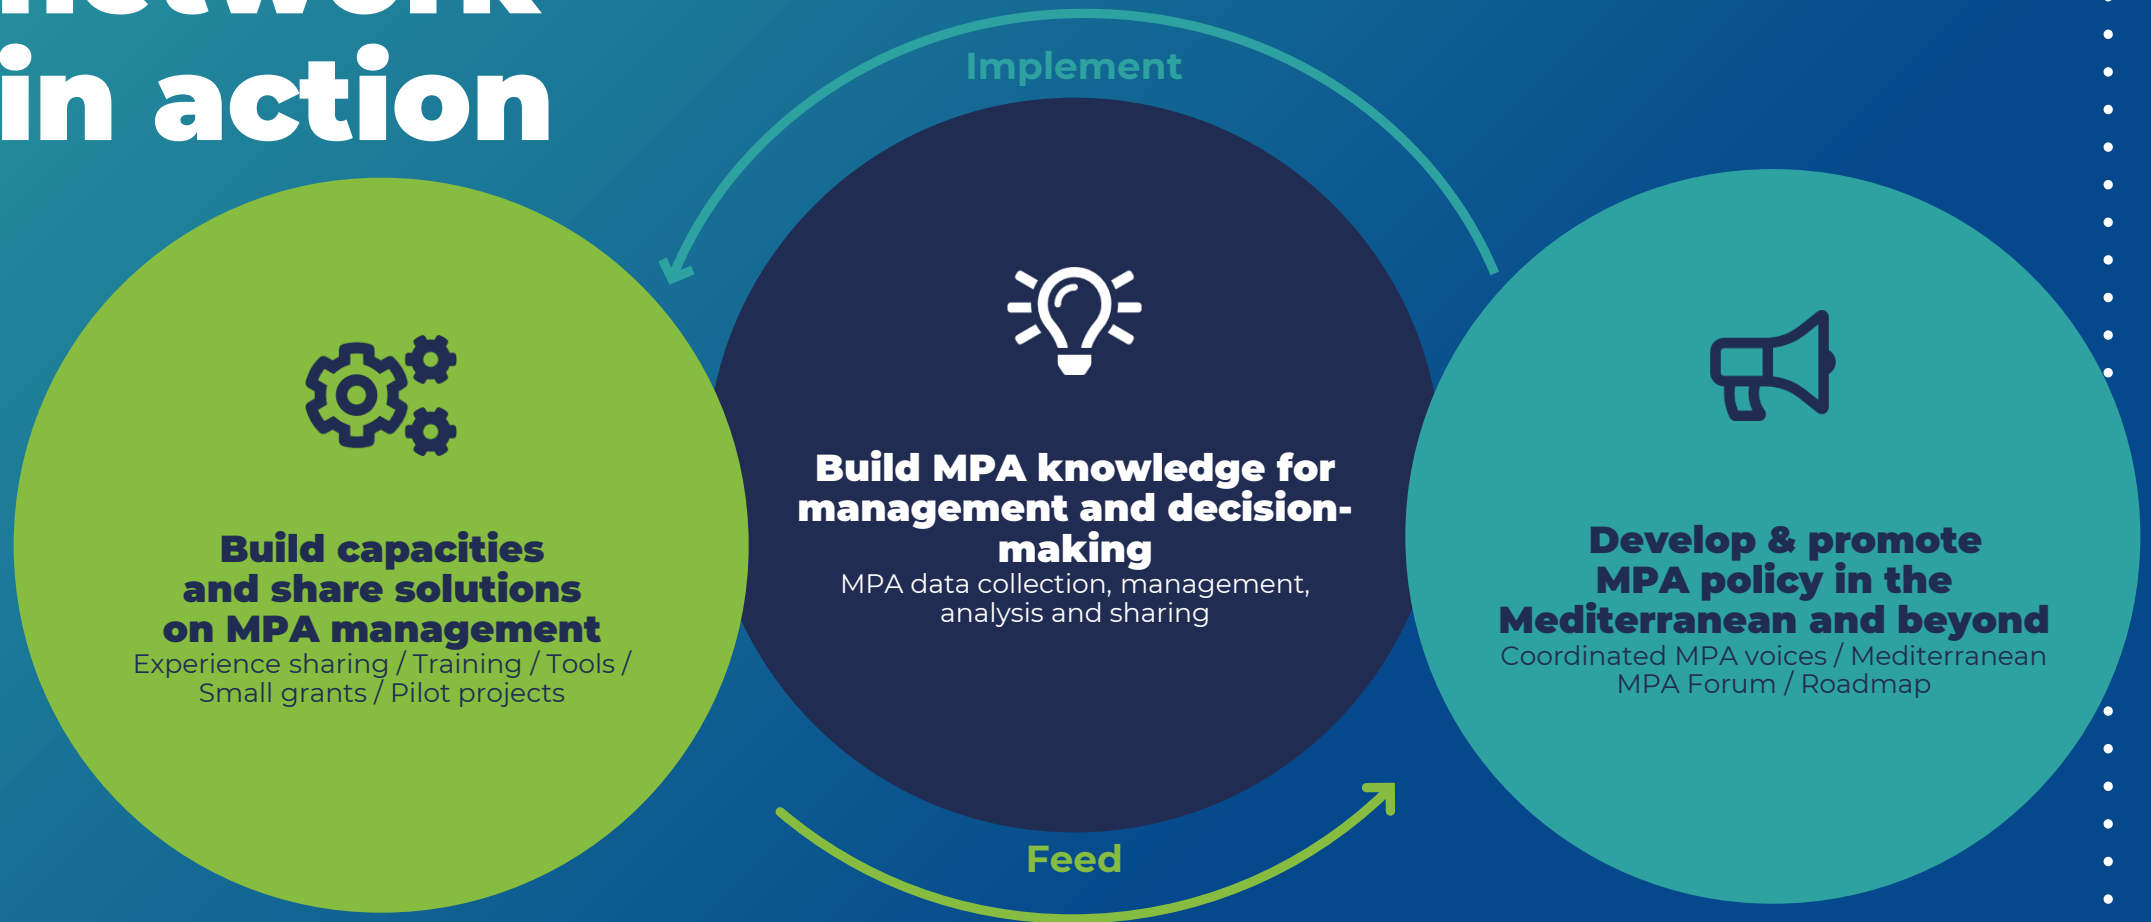 network
in action
Implement
Build capacities
and share solutions
on MPA management
Experience sharing / Training / Tools /
Small grants / Pilot projects
Build MPA knowledge for
management and decision-
making
MPA data collection, management,
analysis and sharing
Develop & promote
MPA policy in the
Mediterranean and beyond
Coordinated MPA voices / Mediterranean
MPA Forum / Roadmap
Feed